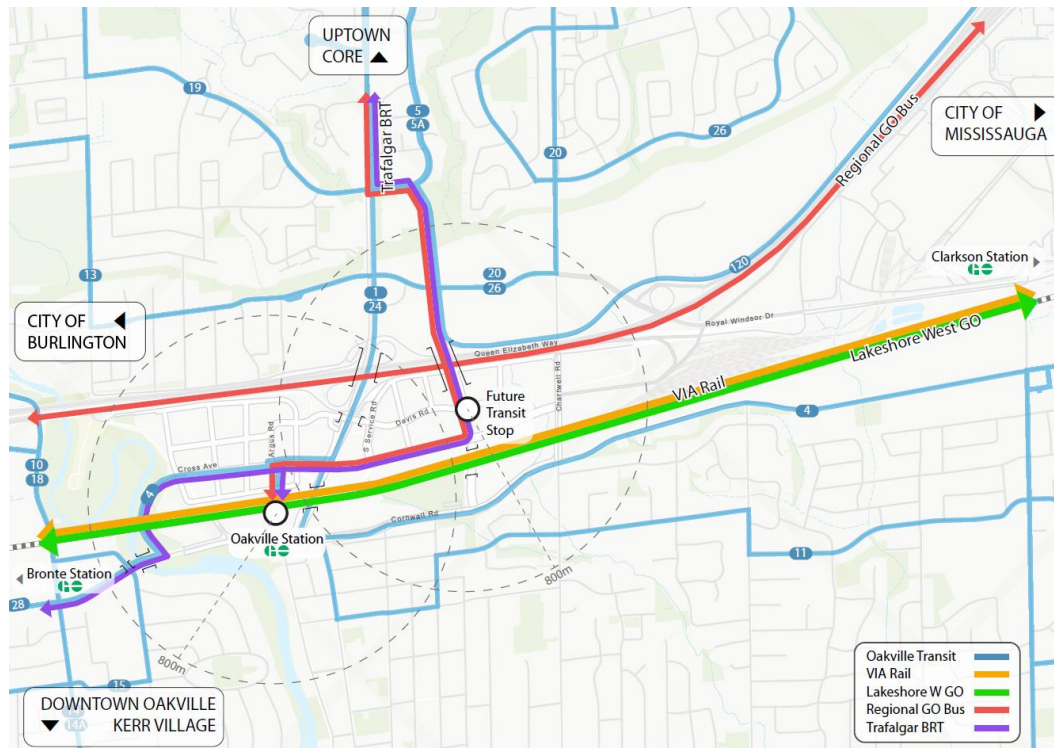 UPTOWN
CORE ▲
19
5
5A
Trafalgar BRT
20
26
Regional GO Bus
CITY OF
MISSISSAUGA
Clarkson Station
13
1
24
20
26
120
CITY OF
BURLINGTON
Queen Elizabeth Way
Royal Windsor Dr
Lakeshore West GO
VIA Rail
Chartwell Rd
Future
Transit
Stop
Davis Rd
S Service Rd
Argus Rd
Cross Ave
4
4
10
18
Cornwall Rd
Oakville Station
Bronte Station
28
11
800m
800m
15
14A
DOWNTOWN OAKVILLE
▼ KERR VILLAGE
Oakville Transit
VIA Rail
Lakeshore W GO
Regional GO Bus
Trafalgar BRT